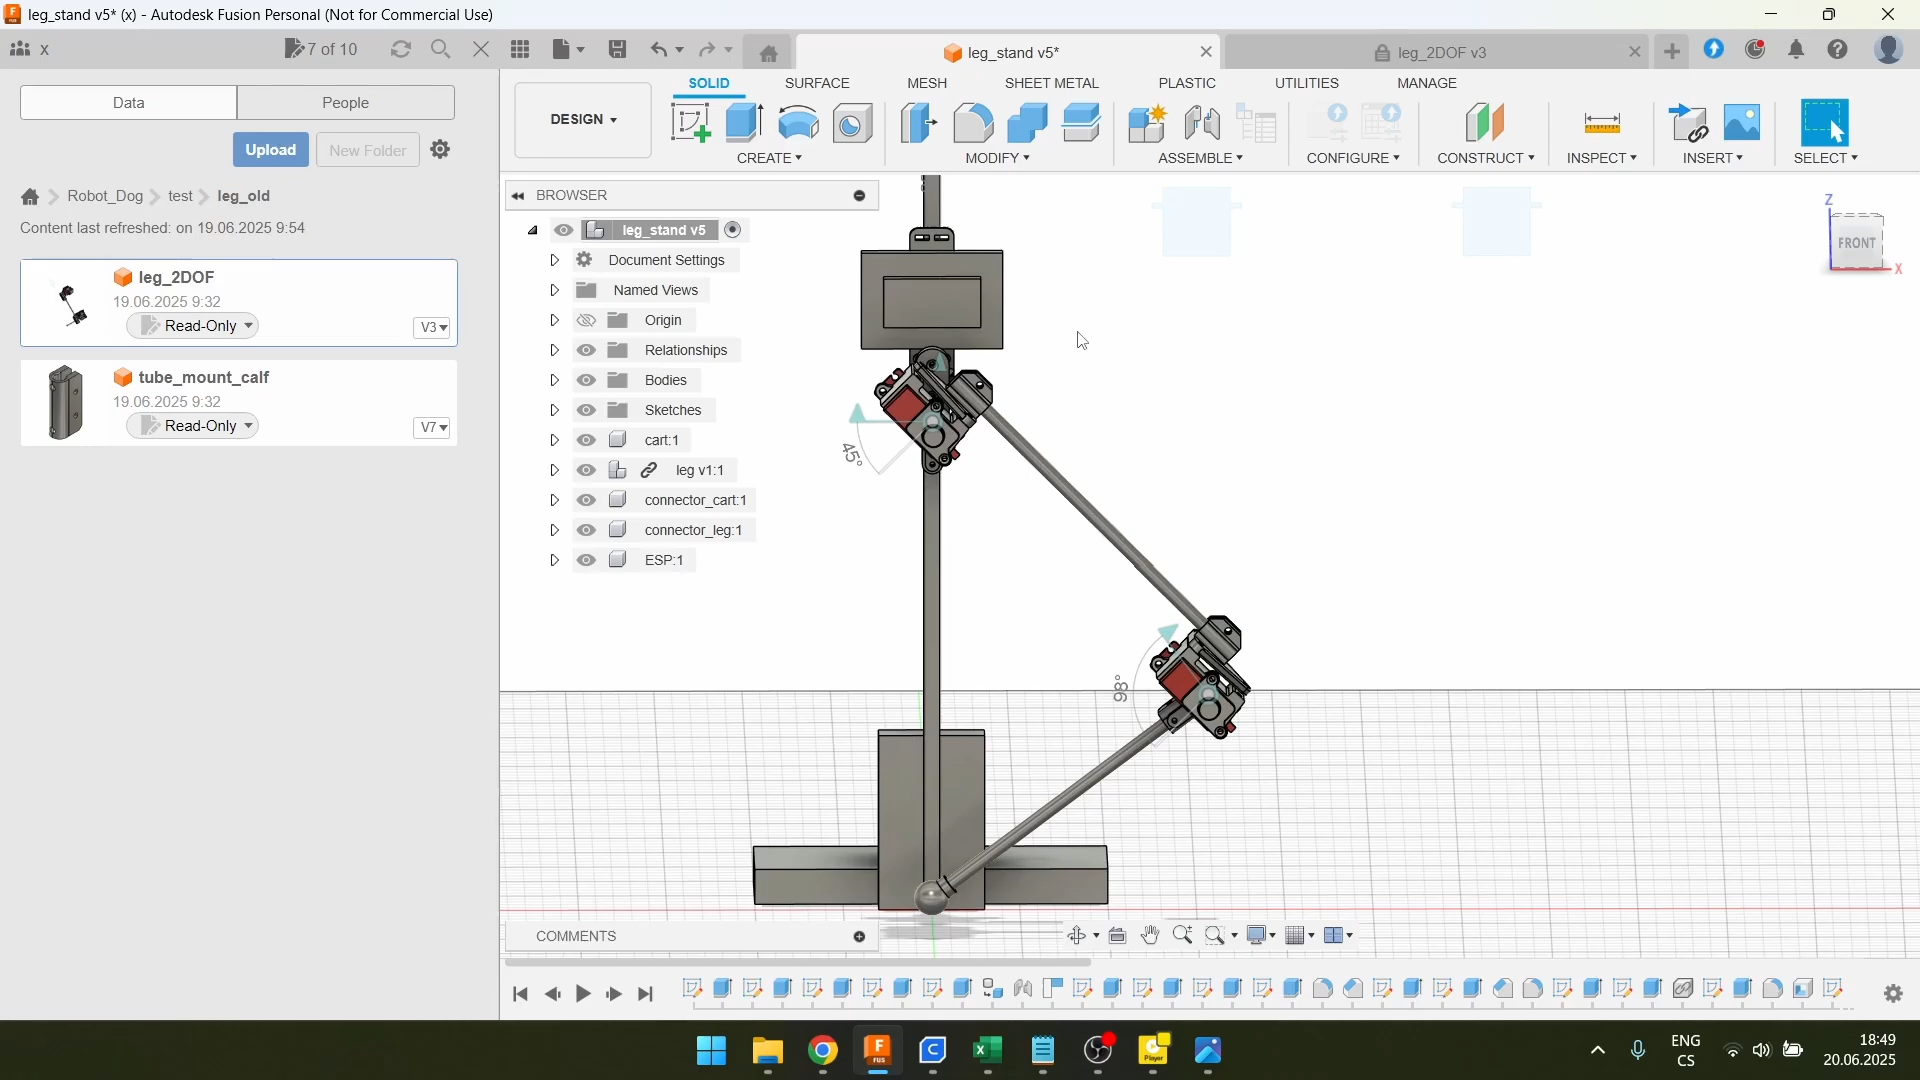 leg_stand v5* (x) - Autodesk Fusion Personal (Not for Commercial Use)
x
7 of 10
leg_stand v5*
leg_2DOF v3
Data
People
Upload
New Folder
Robot_Dog
test
leg_old
Content last refreshed: on 19.06.2025 9:54
leg_2DOF
19.06.2025 9:32
Read-Only
V3
tube_mount_calf
19.06.2025 9:32
Read-Only
V7
DESIGN
SOLID
SURFACE
MESH
SHEET METAL
PLASTIC
UTILITIES
MANAGE
CREATE
MODIFY
ASSEMBLE
CONFIGURE
CONSTRUCT
INSPECT
INSERT
SELECT
BROWSER
leg_stand v5
Document Settings
Named Views
Origin
Relationships
Bodies
Sketches
cart:1
leg v1:1
connector_cart:1
connector_leg:1
ESP:1
45°
98°
Z
FRONT
X
COMMENTS
F
FUS
C
Player
ENG
CS
18:49
20.06.2025